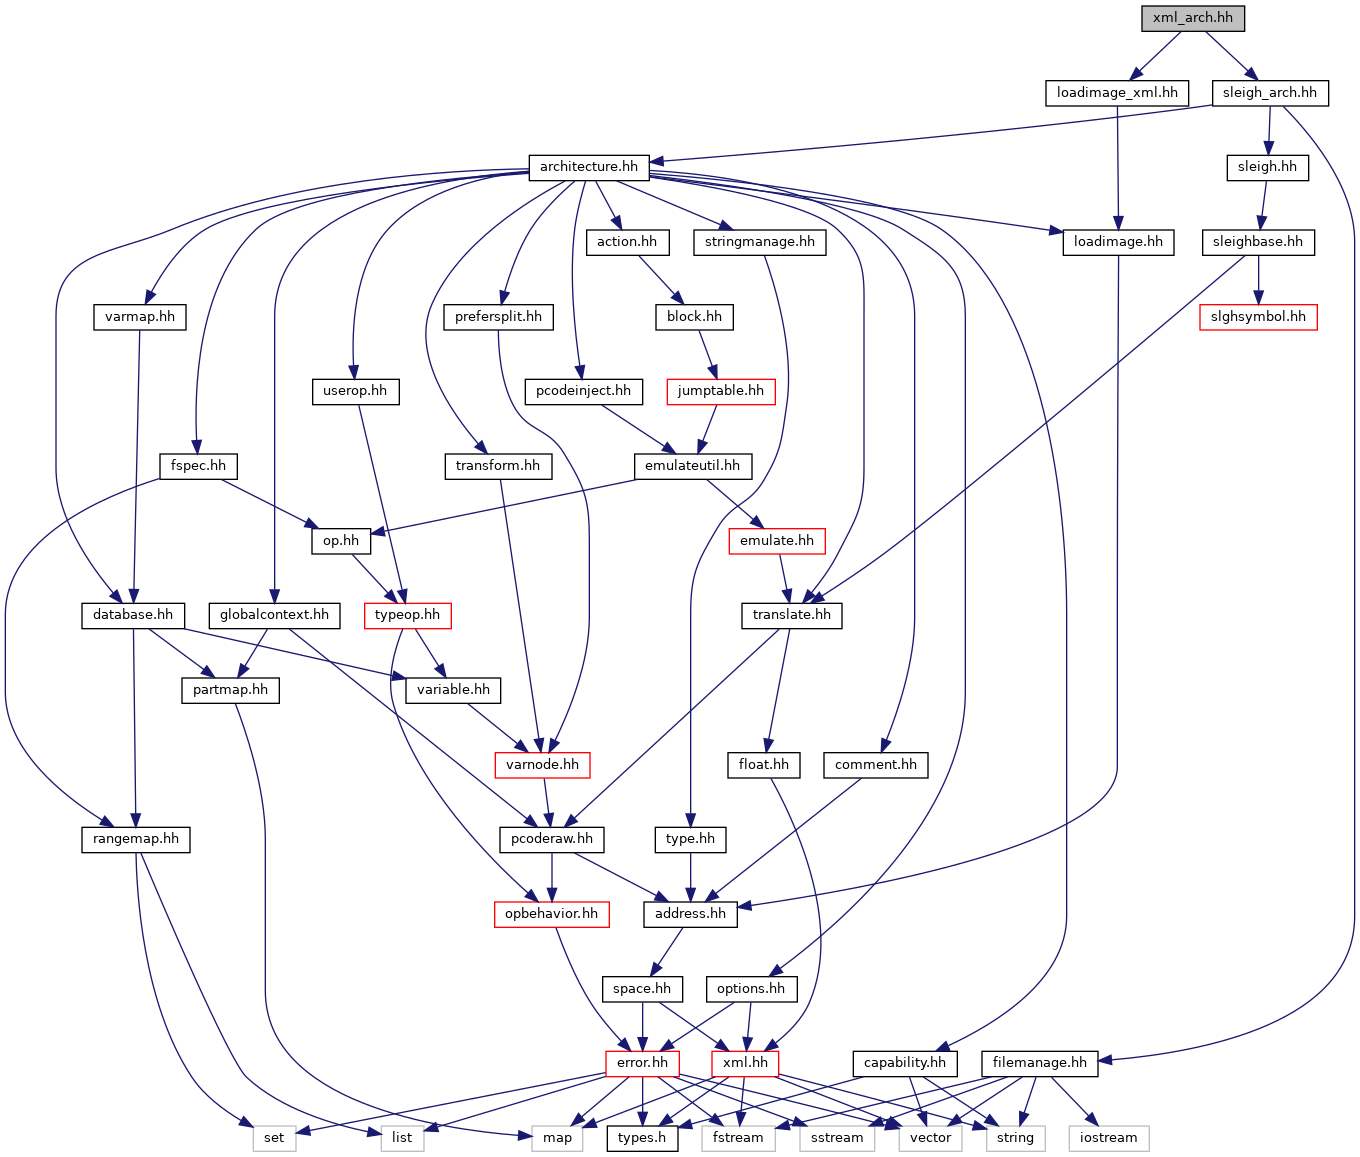 xml_arch.hh
loadimage_xml.hh
sleigh_arch.hh
architecture.hh
sleigh.hh
action.hh
stringmanage.hh
loadimage.hh
sleighbase.hh
varmap.hh
prefersplit.hh
block.hh
slghsymbol.hh
userop.hh
pcodeinject.hh
jumptable.hh
fspec.hh
transform.hh
emulateutil.hh
op.hh
emulate.hh
database.hh
globalcontext.hh
typeop.hh
translate.hh
partmap.hh
variable.hh
varnode.hh
float.hh
comment.hh
rangemap.hh
pcoderaw.hh
type.hh
opbehavior.hh
address.hh
space.hh
options.hh
error.hh
xml.hh
capability.hh
filemanage.hh
set
list
map
types.h
fstream
sstream
vector
string
iostream